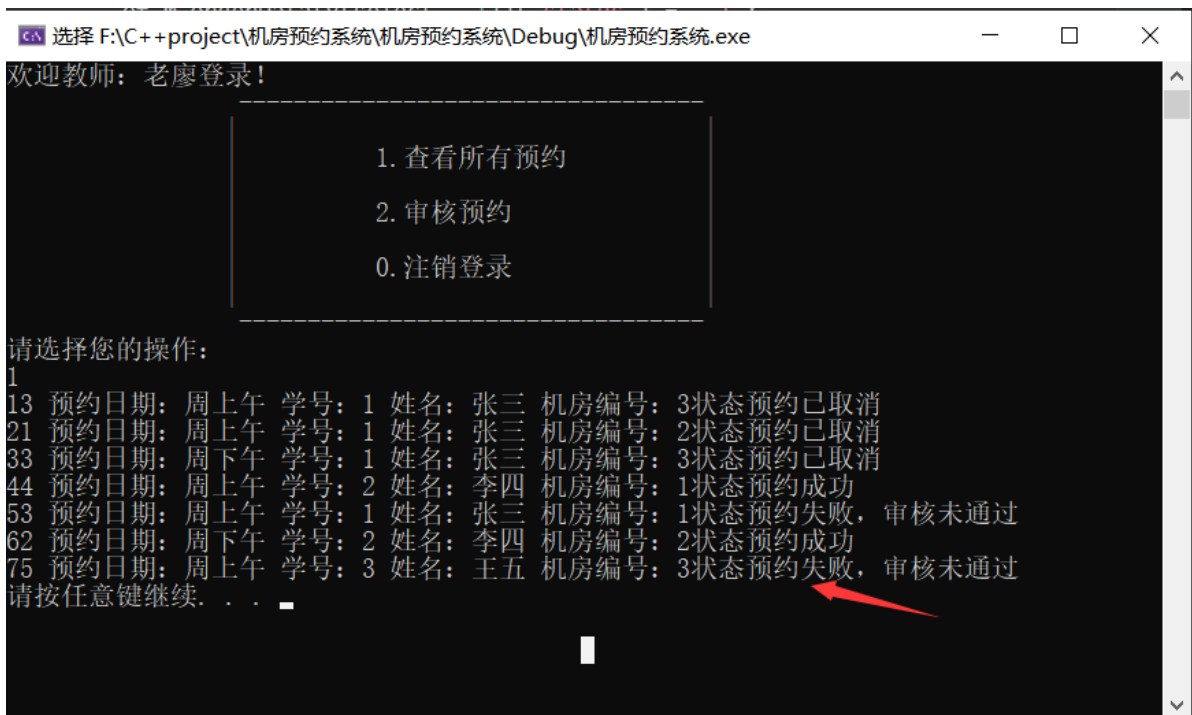 选择 F:\C++project\机房预约系统\机房预约系统\Debug\机房预约系统.exe
欢迎教师：老廖登录！
1.查看所有预约
2.审核预约
0.注销登录
请选择您的操作：
1
13 预约日期：周上午 学号：1 姓名：张三 机房编号：3状态预约已取消
21 预约日期：周上午 学号：1 姓名：张三 机房编号：2状态预约已取消
33 预约日期：周下午 学号：1 姓名：张三 机房编号：3状态预约已取消
44 预约日期：周上午 学号：2 姓名：李四 机房编号：1状态预约成功
53 预约日期：周上午 学号：1 姓名：张三 机房编号：1状态预约失败，审核未通过
62 预约日期：周下午 学号：2 姓名：李四 机房编号：2状态预约成功
75 预约日期：周上午 学号：3 姓名：王五 机房编号：3状态预约失败，审核未通过
请按任意键继续. . .